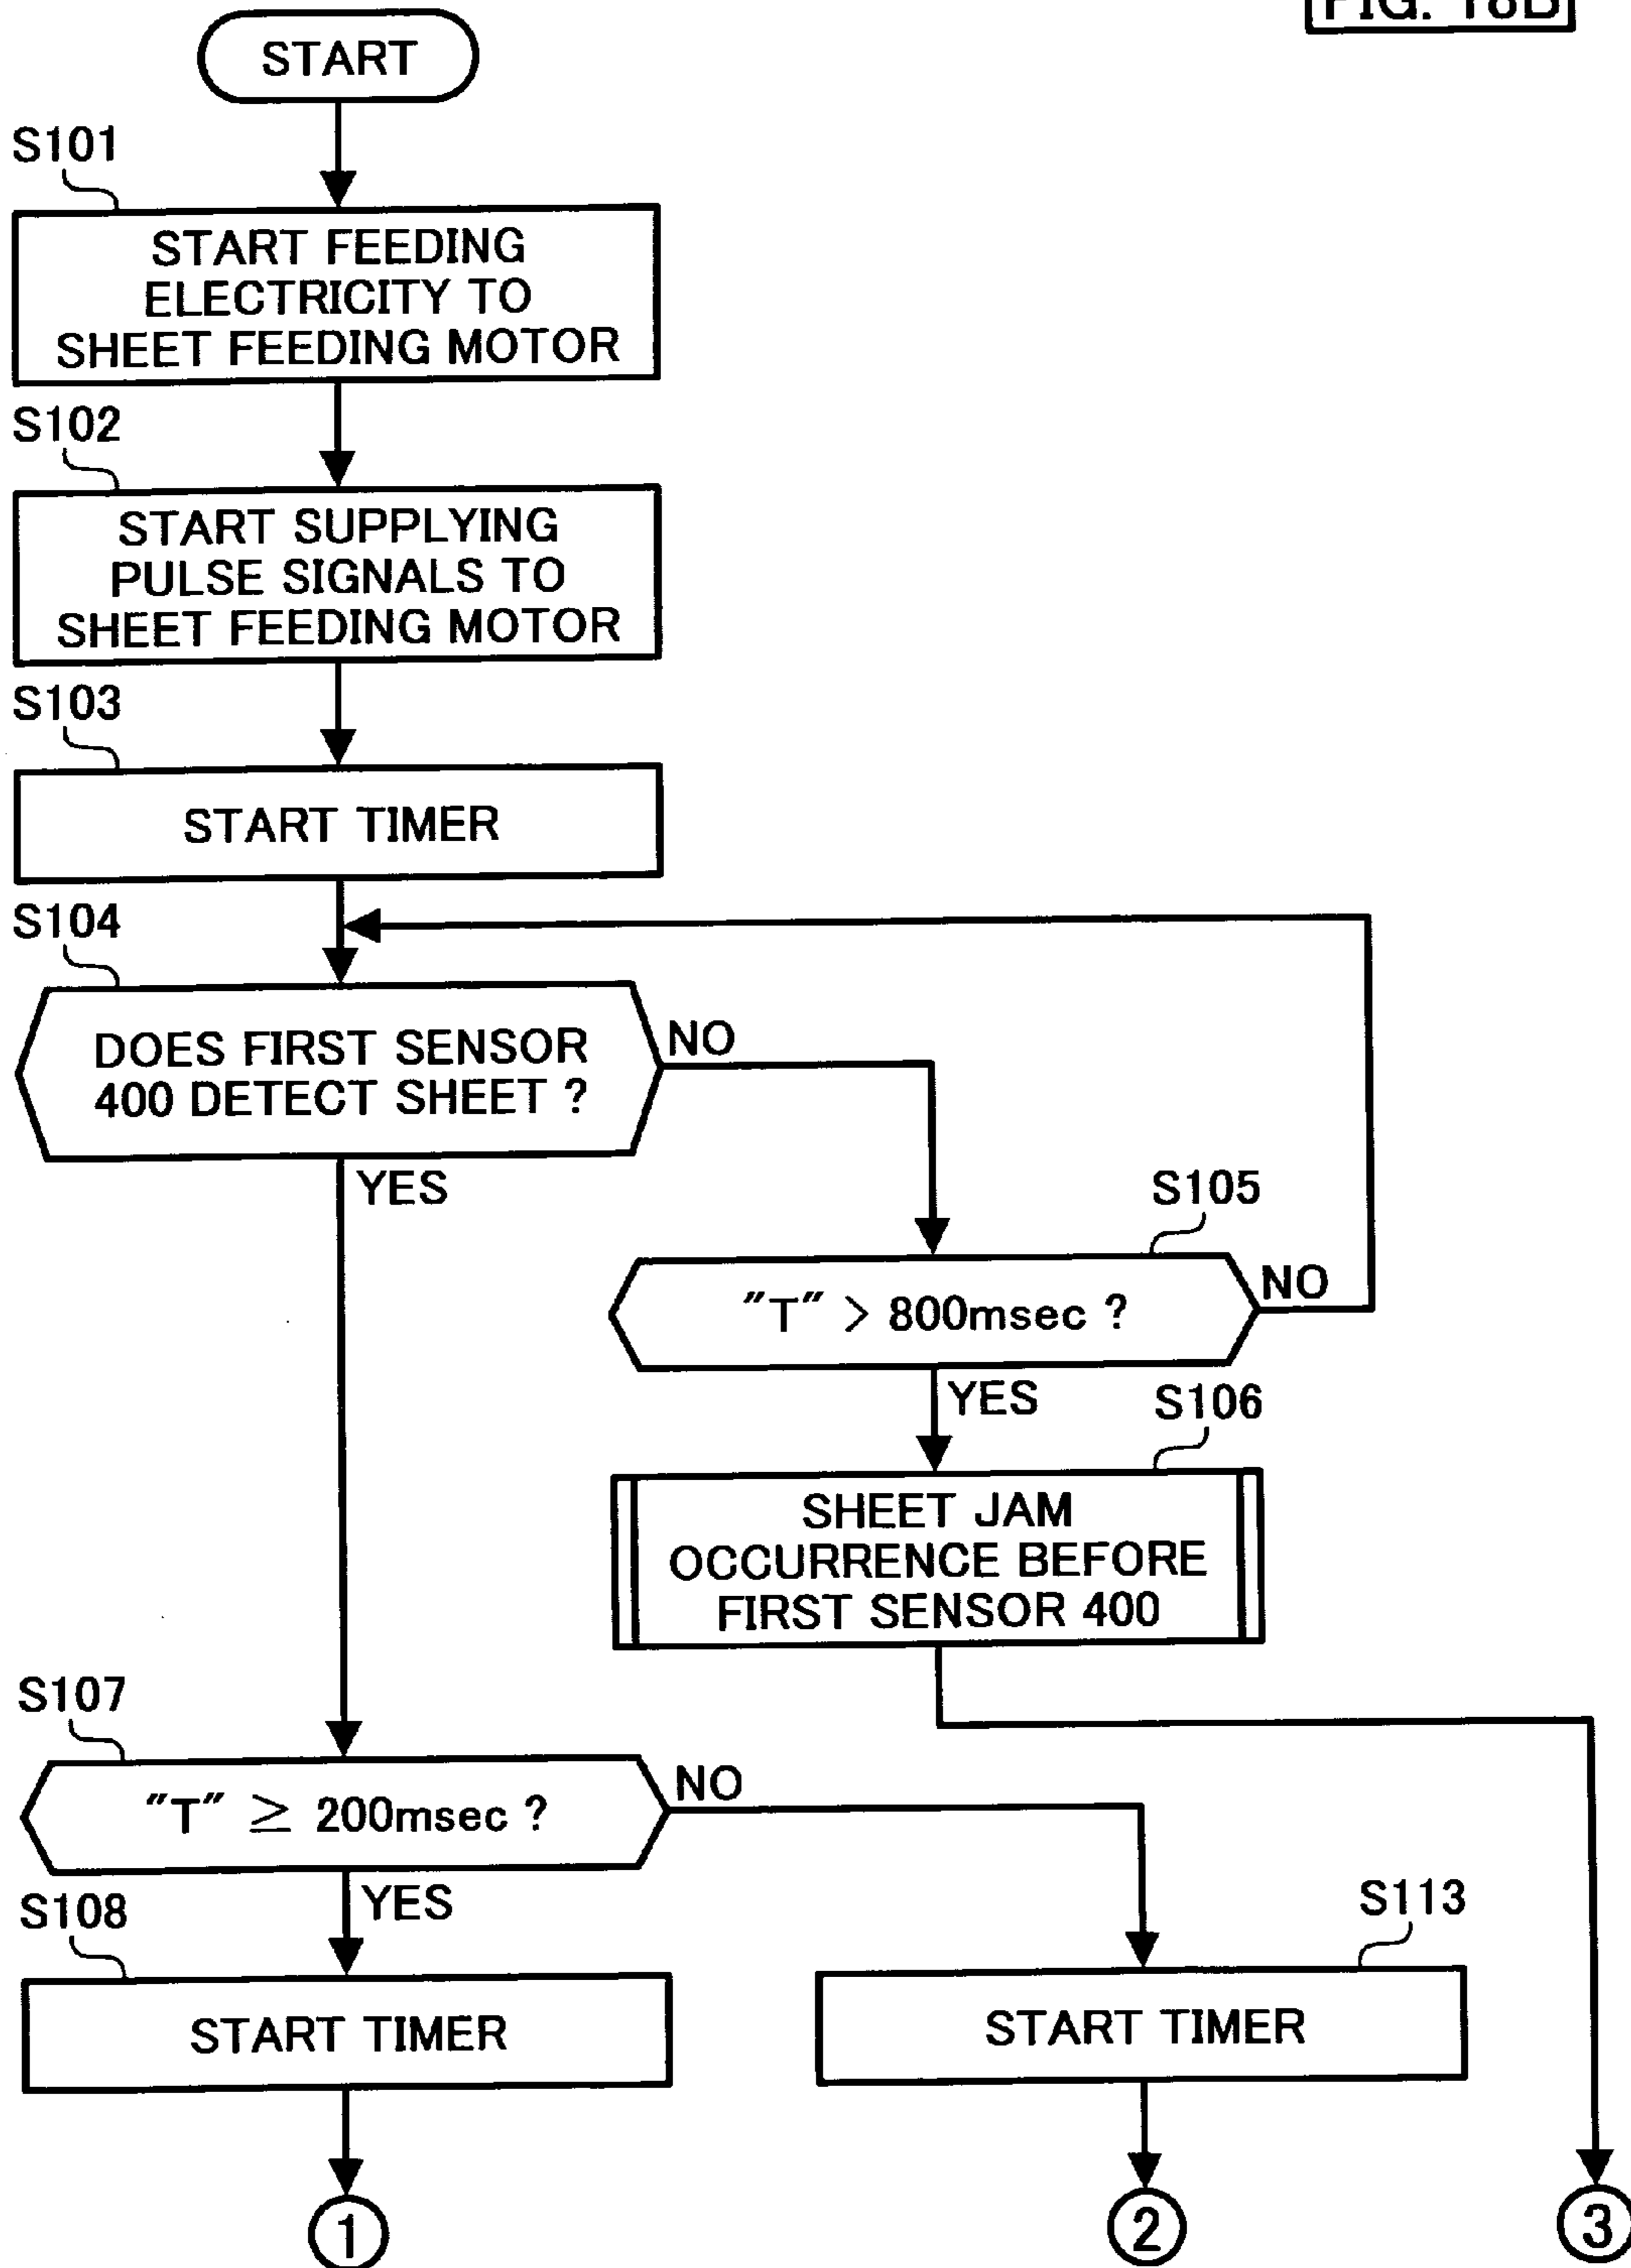 FIG. 18B
START
S101
START FEEDING
ELECTRICITY TO
SHEET FEEDING MOTOR
S102
START SUPPLYING
PULSE SIGNALS TO
SHEET FEEDING MOTOR
S103
START TIMER
S104
DOES FIRST SENSOR
400 DETECT SHEET ?
NO
YES
S105
"T" > 800msec ?
NO
YES
S106
SHEET JAM
OCCURRENCE BEFORE
FIRST SENSOR 400
S107
"T" ≥ 200msec ?
NO
YES
S108
START TIMER
S113
START TIMER
1
2
3